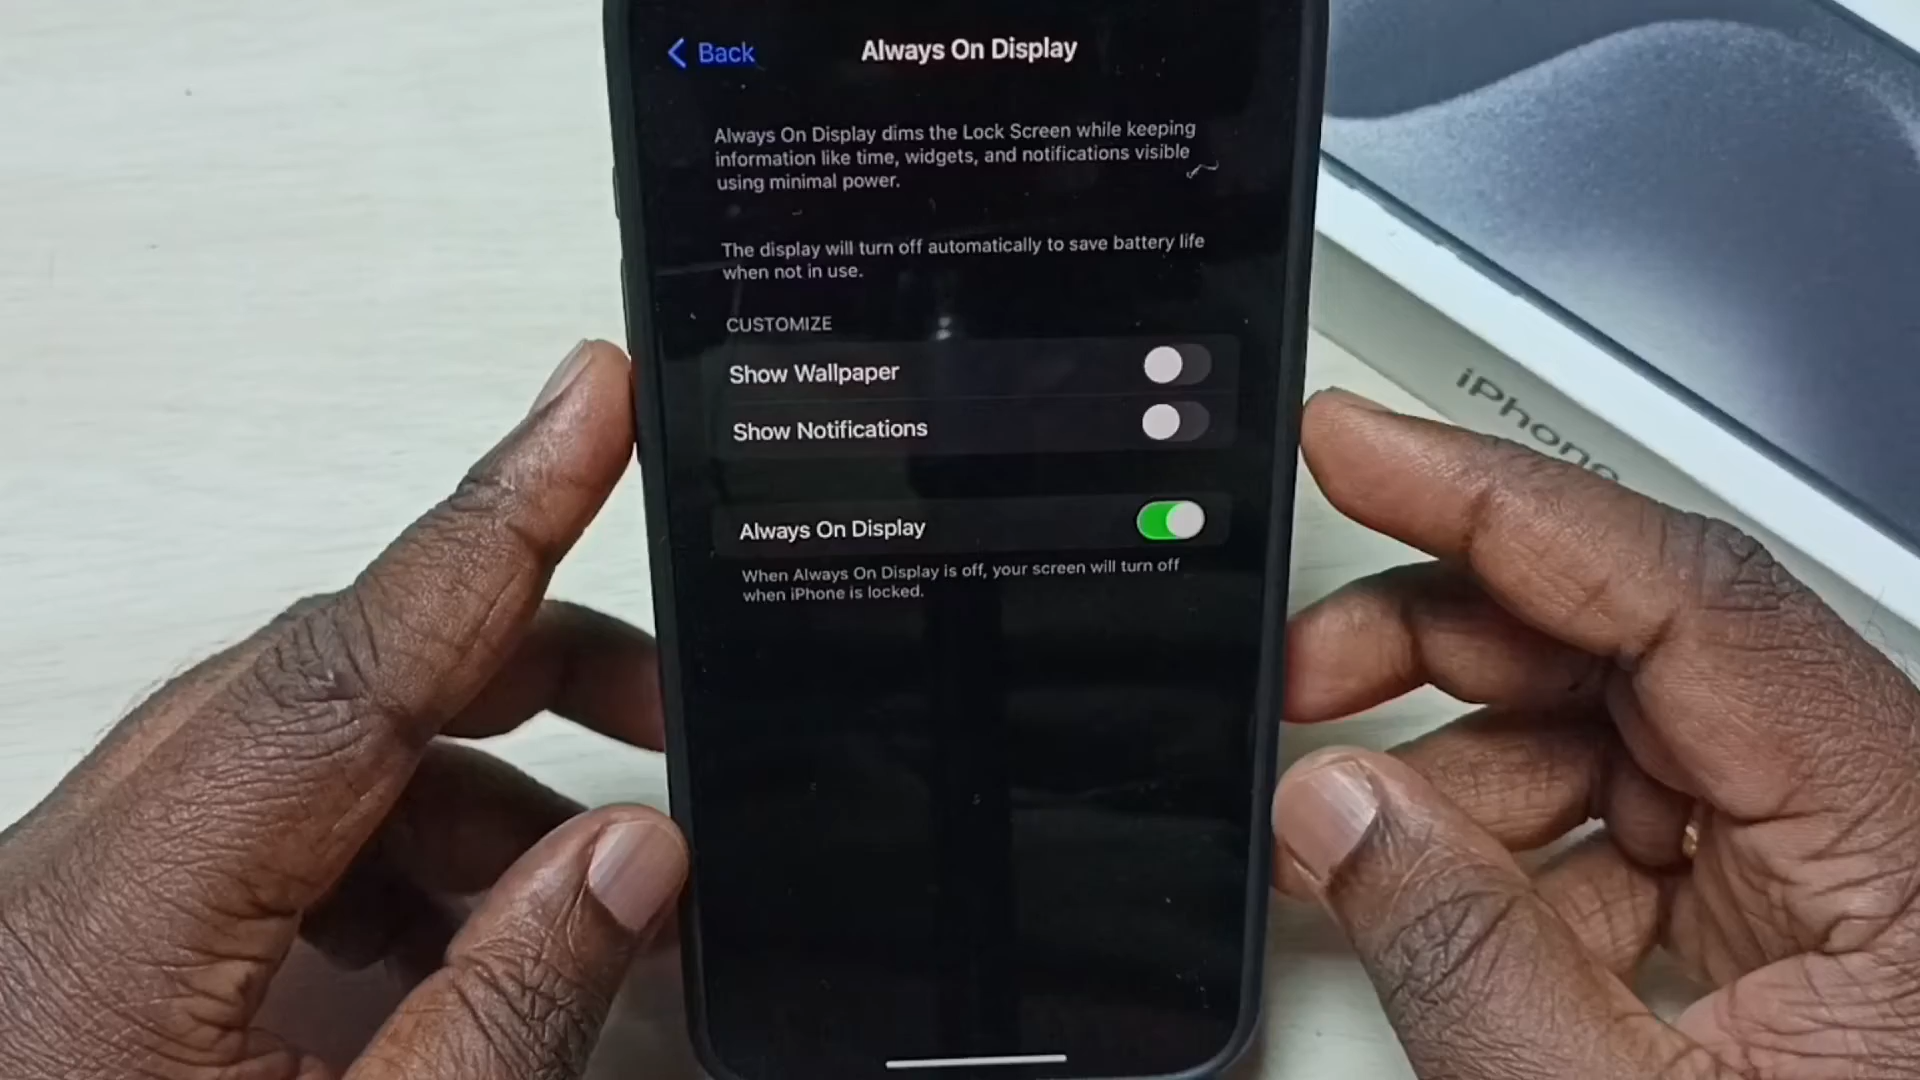 Back
Always On Display
Always On Display dims the Lock Screen while keeping
information like time, widgets, and notifications visible
using minimal power.
The display will turn off automatically to save battery life
when not in use.
CUSTOMIZE
Show Wallpaper
Show Notifications
Always On Display
When Always On Display is off, your screen will turn off
when iPhone is locked.
iPhone